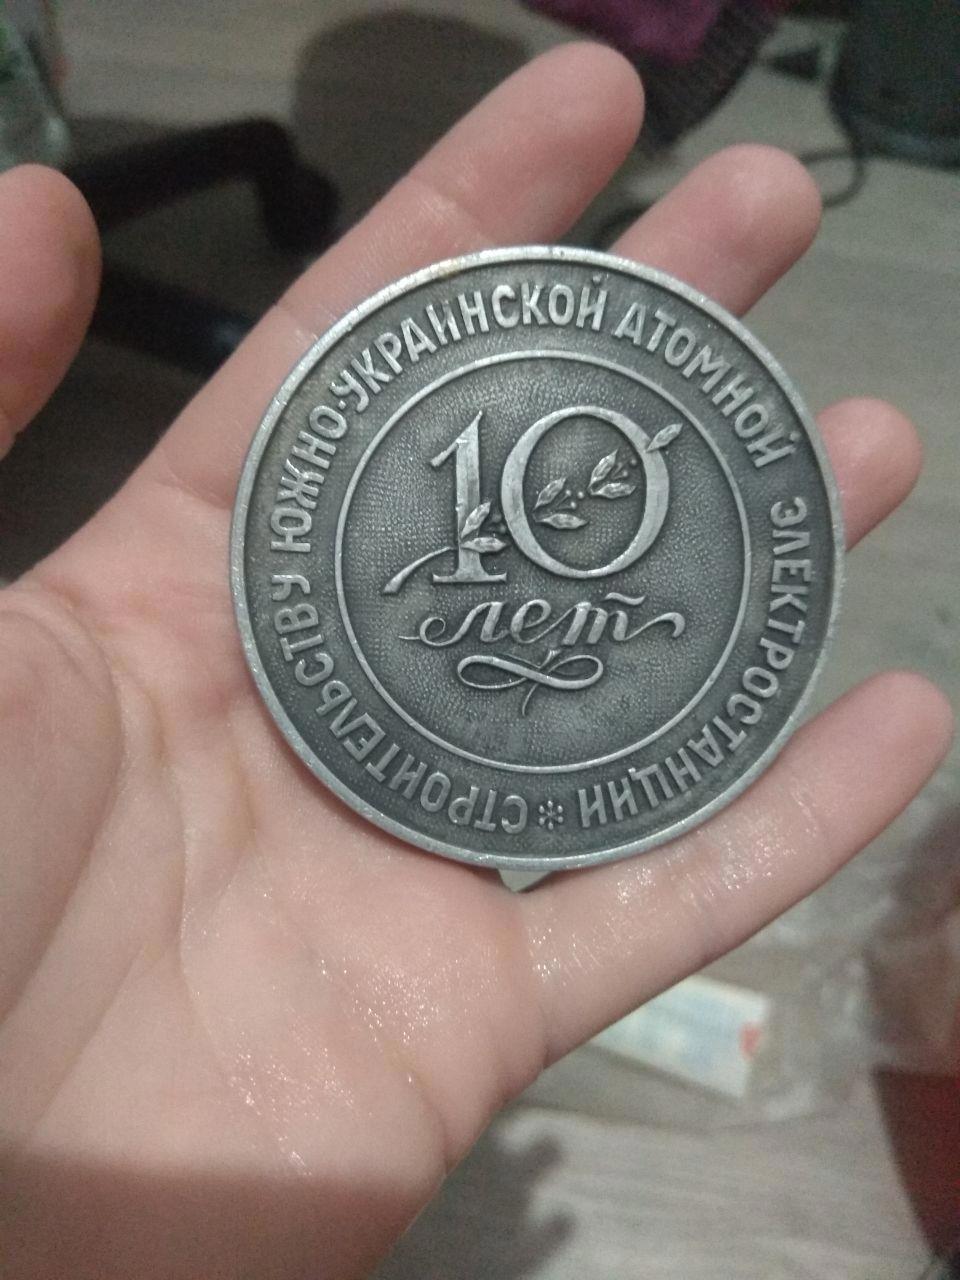 СТРОИТЕЛЬСТВУ ЮЖНО-УКРАИНСКОЙ АТОМНОЙ ЭЛЕКТРОСТАНЦИИ
10
лет